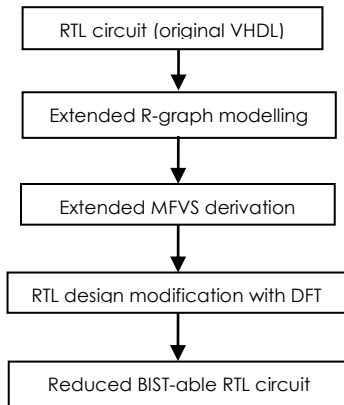 RTL circuit (original VHDL)
Extended R-graph modelling
Extended MFVS derivation
RTL design modification with DFT
Reduced BIST-able RTL circuit